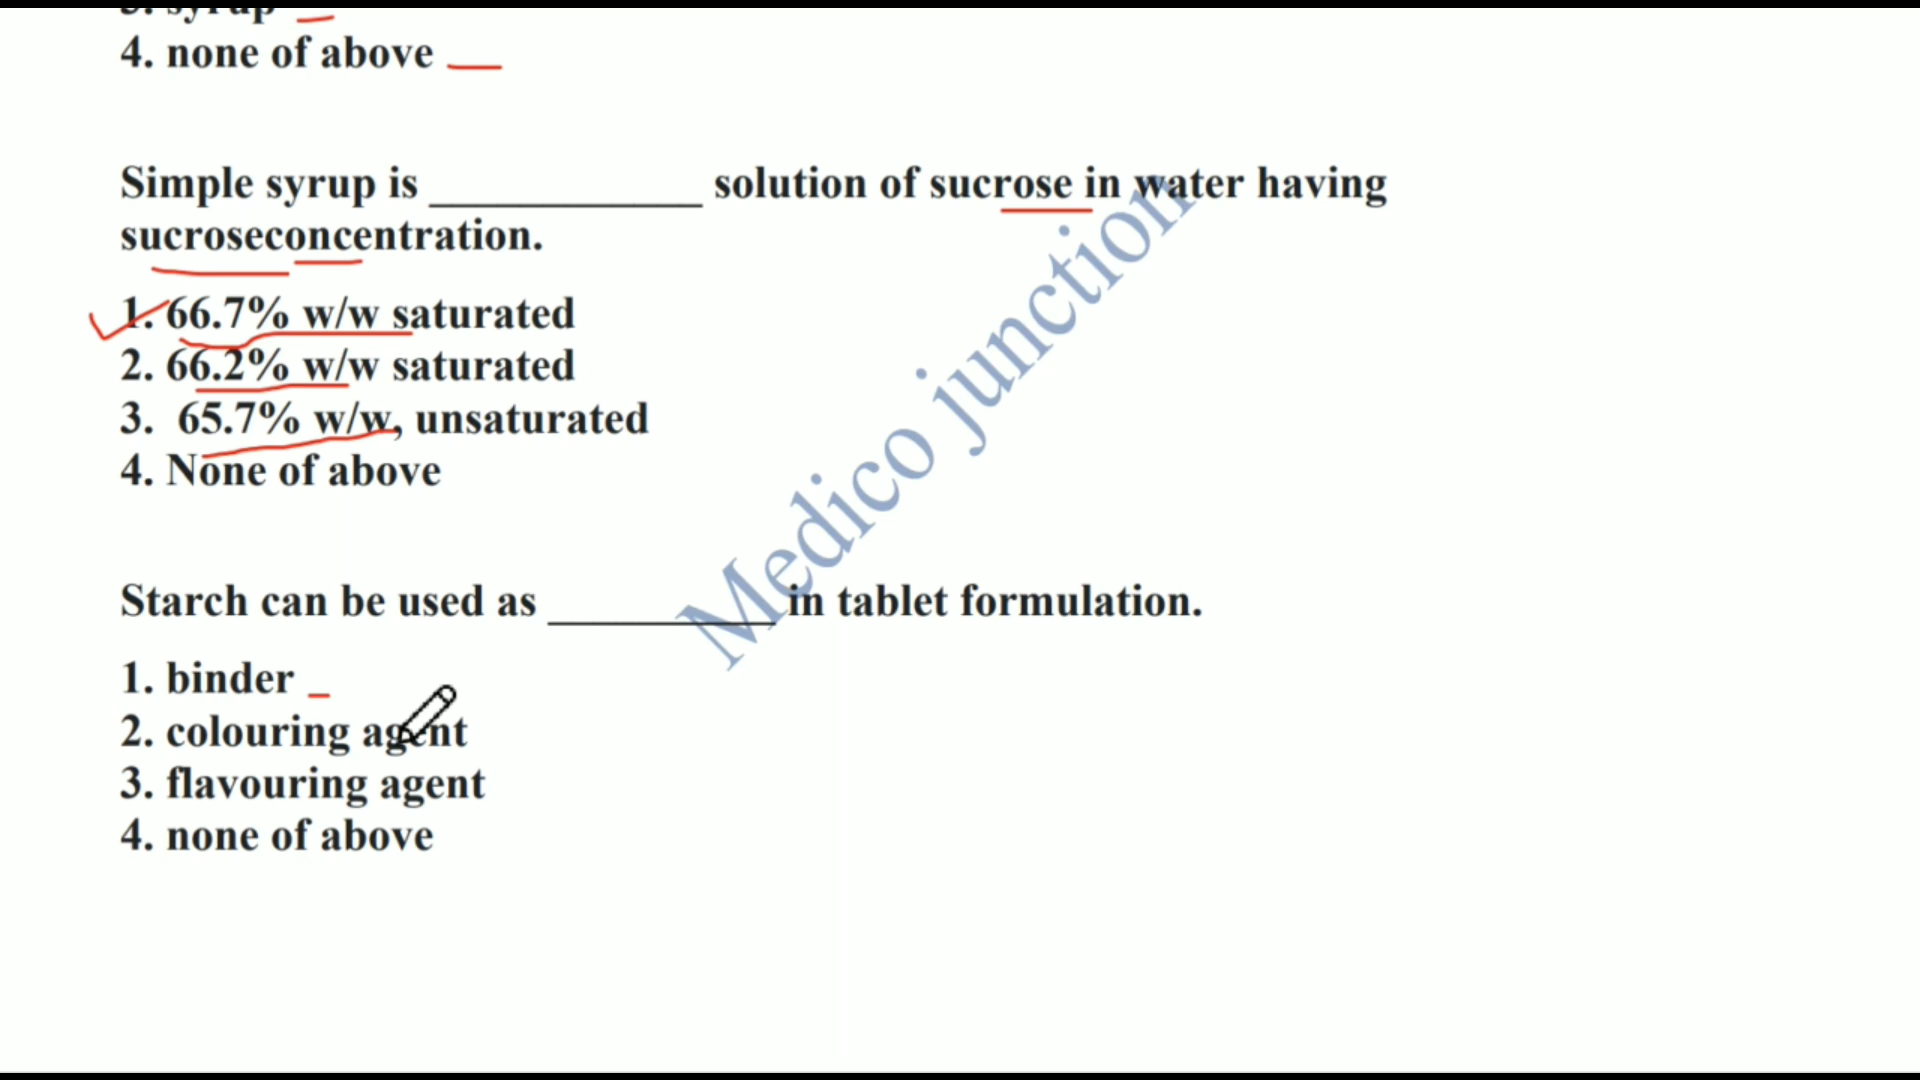 3. syrup
4. none of above
Simple syrup is ____________ solution of sucrose in water having
sucroseconcentration.
1. 66.7% w/w saturated
2. 66.2% w/w saturated
3. 65.7% w/w, unsaturated
4. None of above
Starch can be used as __________ in tablet formulation.
1. binder
2. colouring agent
3. flavouring agent
4. none of above
Medico junction